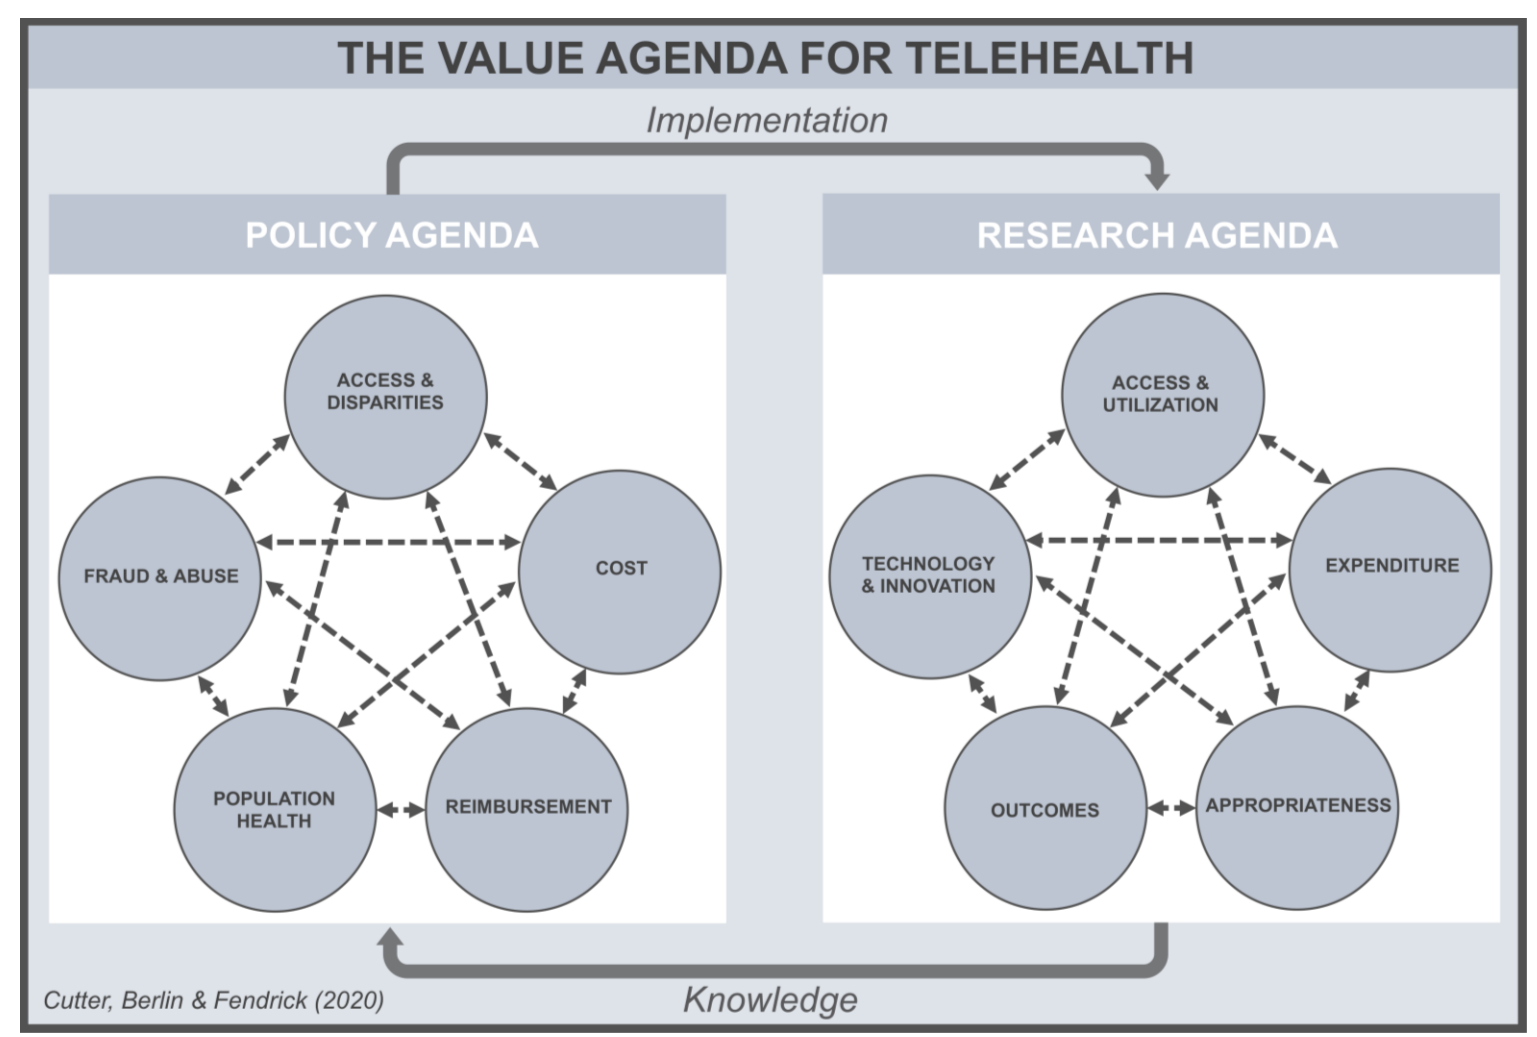 THE VALUE AGENDA FOR TELEHEALTH
Implementation
POLICY AGENDA
ACCESS &
DISPARITIES
FRAUD & ABUSE
COST
POPULATION
HEALTH
REIMBURSEMENT
RESEARCH AGENDA
ACCESS &
UTILIZATION
TECHNOLOGY
& INNOVATION
EXPENDITURE
OUTCOMES
APPROPRIATENESS
Knowledge
Cutter, Berlin & Fendrick (2020)